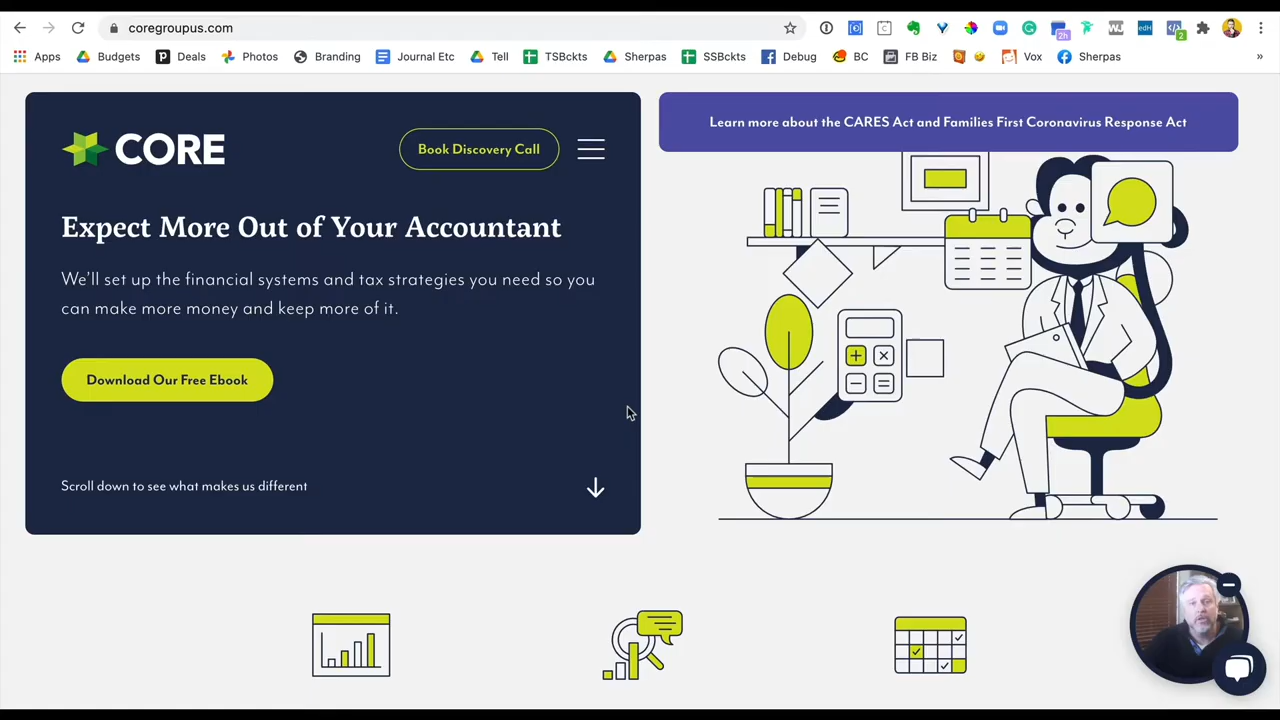 coregroupus.com
2h
2
Apps Budgets Deals Photos Branding Journal Etc Tell TSBckts Sherpas SSBckts Debug BC FB Biz Vox Sherpas »
CORE
Book Discovery Call
Learn more about the CARES Act and Families First Coronavirus Response Act
Expect More Out of Your Accountant
We’ll set up the financial systems and tax strategies you need so you
can make more money and keep more of it.
Download Our Free Ebook
Scroll down to see what makes us different